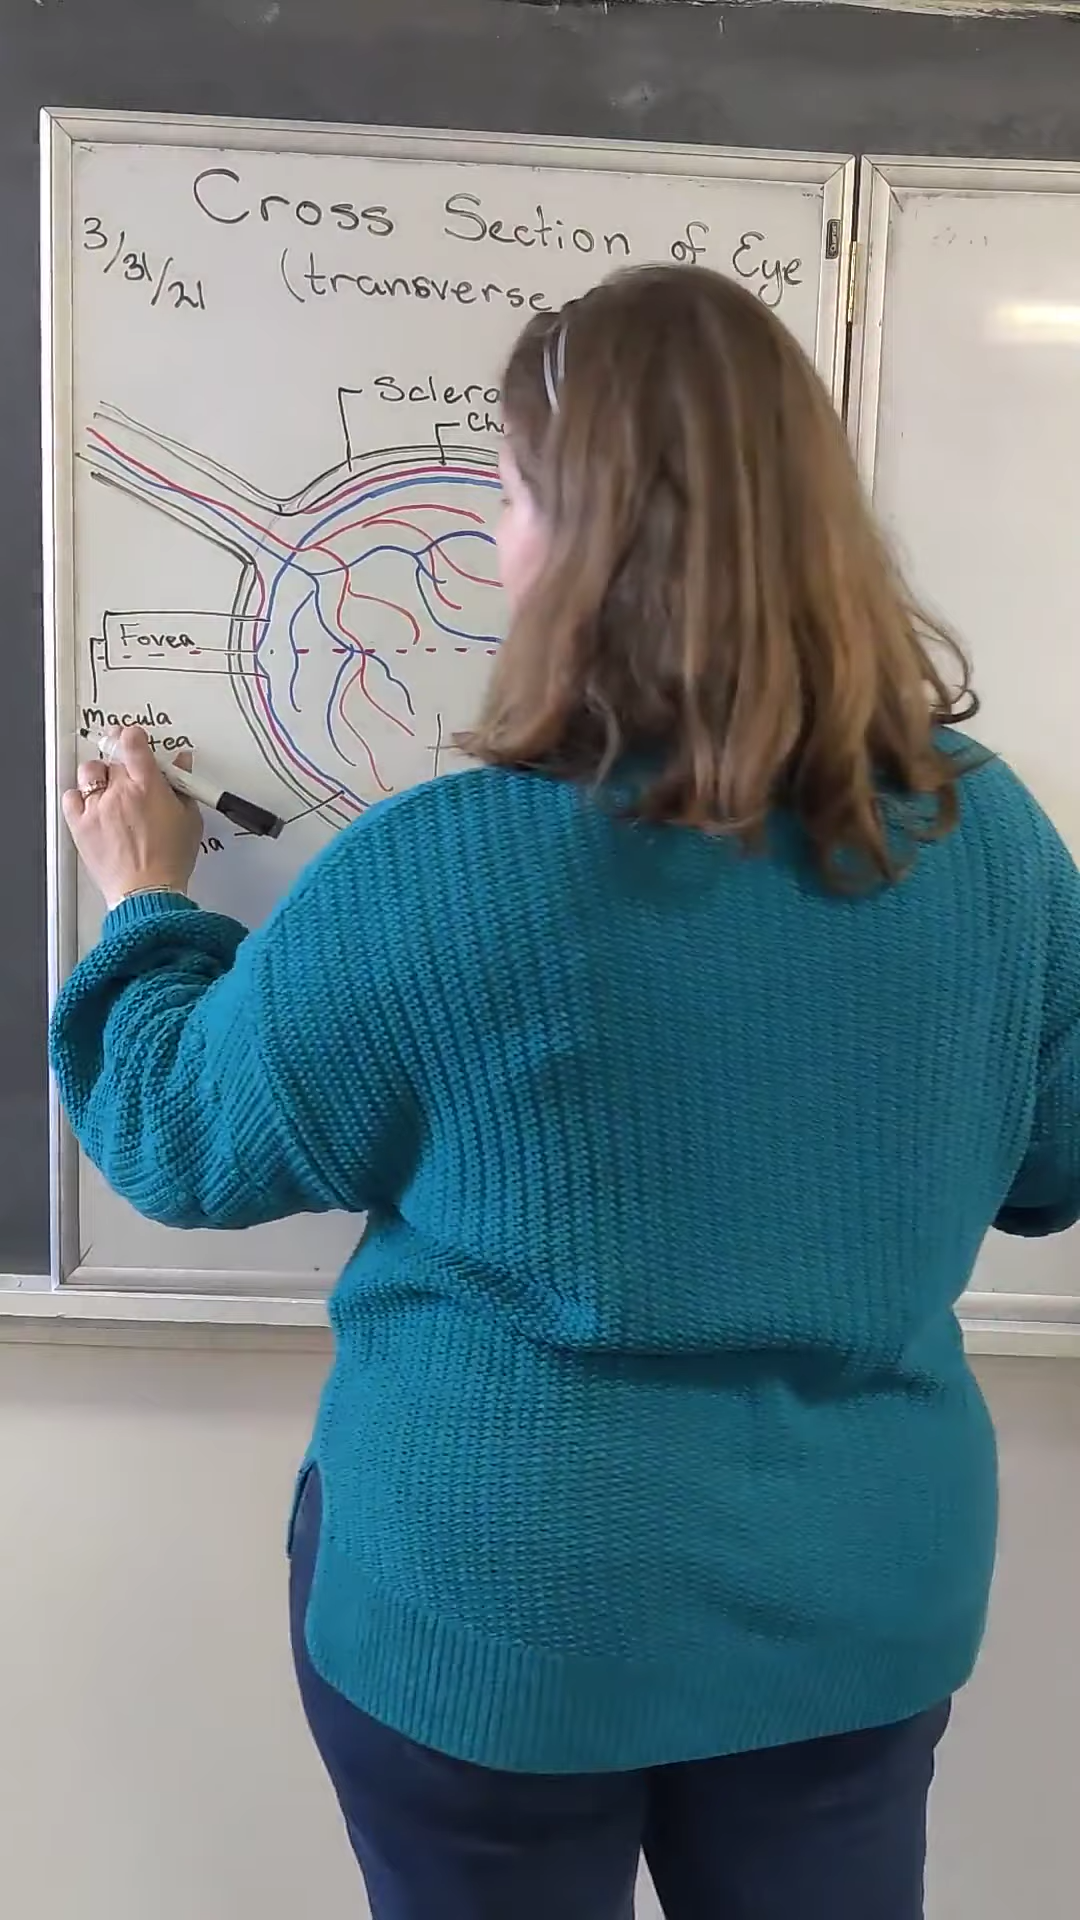 Cross Section of Eye
3/31/21
(transverse
Sclera
Fovea
Macula